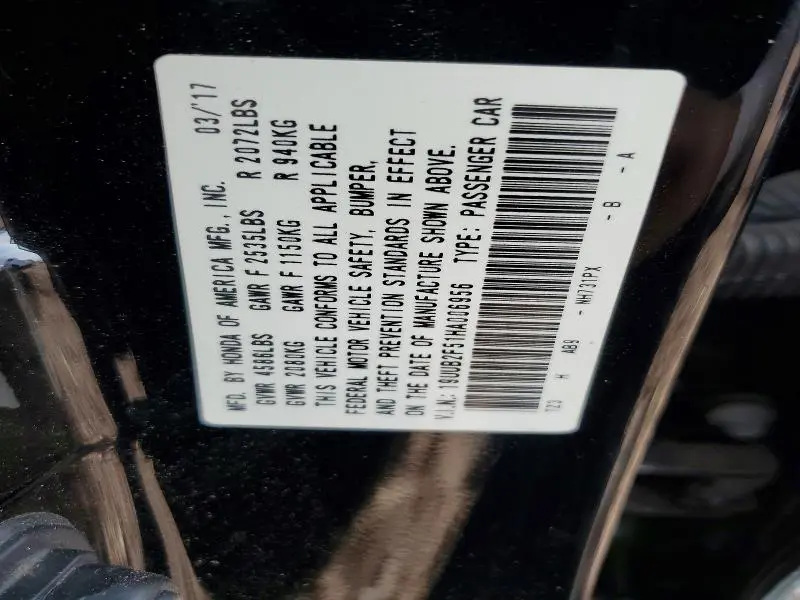 MFD. BY HONDA OF AMERICA MFG., INC. 03/'17
GVWR 4586LBS GAWR F 2535LBS R 2072LBS
GVWR 2080KG GAWR F 1150KG R 940KG
THIS VEHICLE CONFORMS TO ALL APPLICABLE
FEDERAL MOTOR VEHICLE SAFETY, BUMPER,
AND THEFT PREVENTION STANDARDS IN EFFECT
ON THE DATE OF MANUFACTURE SHOWN ABOVE.
V.I.N.: 19UUB2F51HA006956 TYPE: PASSENGER CAR
TZ3 H AB9 - NH731PX - B - A